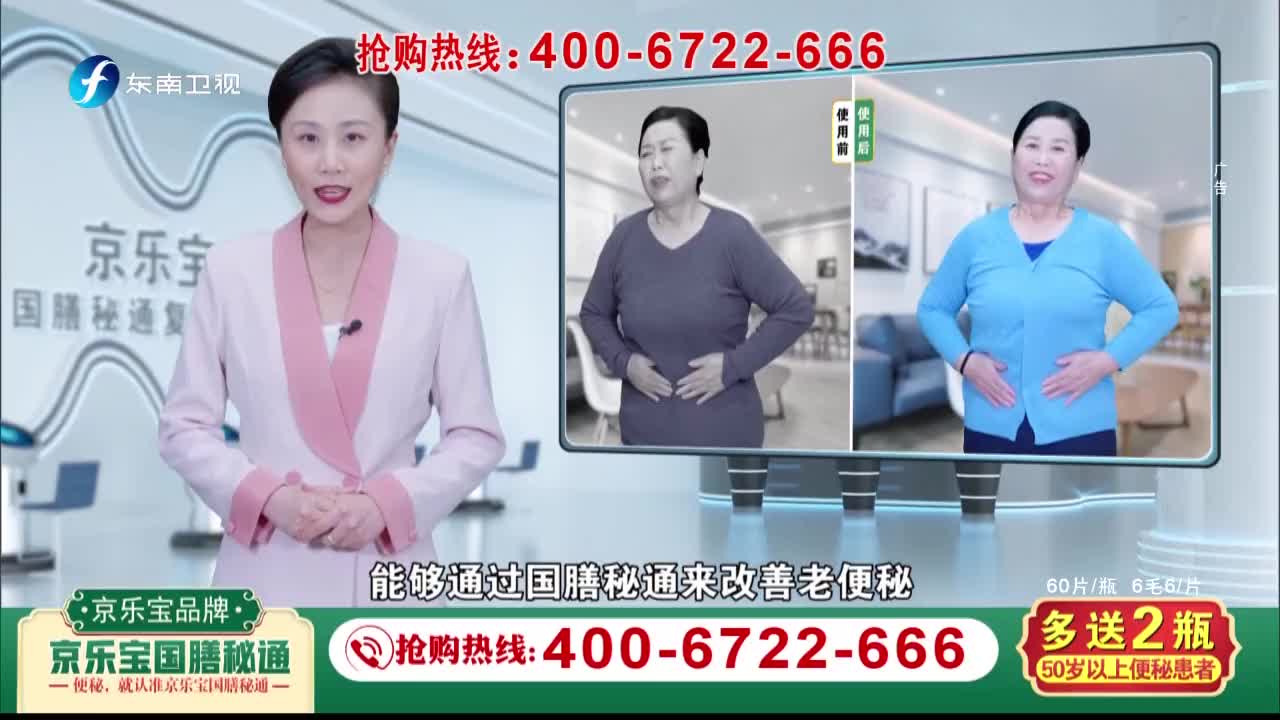 抢购热线:400-6722-666
东南卫视
使用前
使用后
广告
京乐宝
国膳秘通复
能够通过国膳秘通来改善老便秘
60片/瓶 6毛6/片
·京乐宝品牌·
京乐宝国膳秘通
便秘,就认准京乐宝国膳秘通
抢购热线:400-6722-666
多送2瓶
50岁以上便秘患者